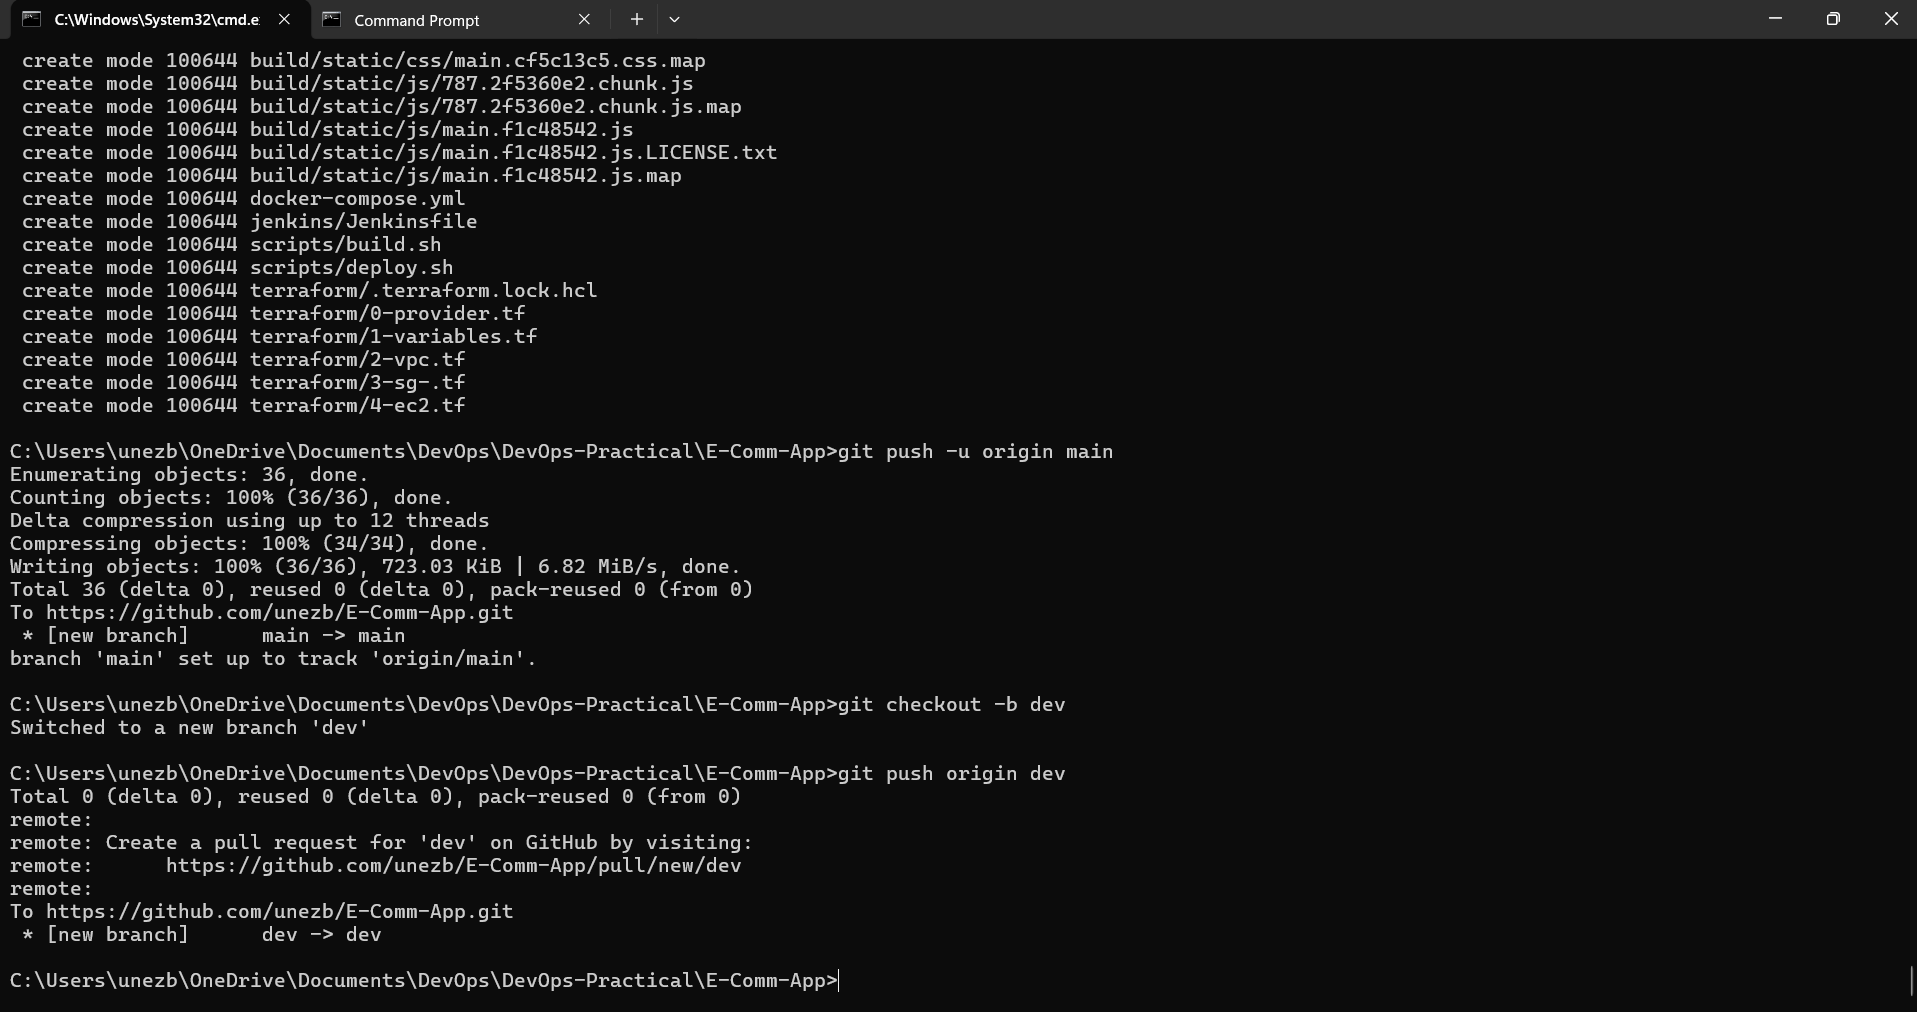 C:\Windows\System32\cmd.e
Command Prompt
create mode 100644 build/static/css/main.cf5c13c5.css.map
create mode 100644 build/static/js/787.2f5360e2.chunk.js
create mode 100644 build/static/js/787.2f5360e2.chunk.js.map
create mode 100644 build/static/js/main.f1c48542.js
create mode 100644 build/static/js/main.f1c48542.js.LICENSE.txt
create mode 100644 build/static/js/main.f1c48542.js.map
create mode 100644 docker-compose.yml
create mode 100644 jenkins/Jenkinsfile
create mode 100644 scripts/build.sh
create mode 100644 scripts/deploy.sh
create mode 100644 terraform/.terraform.lock.hcl
create mode 100644 terraform/0-provider.tf
create mode 100644 terraform/1-variables.tf
create mode 100644 terraform/2-vpc.tf
create mode 100644 terraform/3-sg-.tf
create mode 100644 terraform/4-ec2.tf
C:\Users\unezb\OneDrive\Documents\DevOps\DevOps-Practical\E-Comm-App>git push -u origin main
Enumerating objects: 36, done.
Counting objects: 100% (36/36), done.
Delta compression using up to 12 threads
Compressing objects: 100% (34/34), done.
Writing objects: 100% (36/36), 723.03 KiB | 6.82 MiB/s, done.
Total 36 (delta 0), reused 0 (delta 0), pack-reused 0 (from 0)
To https://github.com/unezb/E-Comm-App.git
* [new branch]      main -> main
branch 'main' set up to track 'origin/main'.
C:\Users\unezb\OneDrive\Documents\DevOps\DevOps-Practical\E-Comm-App>git checkout -b dev
Switched to a new branch 'dev'
C:\Users\unezb\OneDrive\Documents\DevOps\DevOps-Practical\E-Comm-App>git push origin dev
Total 0 (delta 0), reused 0 (delta 0), pack-reused 0 (from 0)
remote:
remote: Create a pull request for 'dev' on GitHub by visiting:
remote:      https://github.com/unezb/E-Comm-App/pull/new/dev
remote:
To https://github.com/unezb/E-Comm-App.git
* [new branch]      dev -> dev
C:\Users\unezb\OneDrive\Documents\DevOps\DevOps-Practical\E-Comm-App>